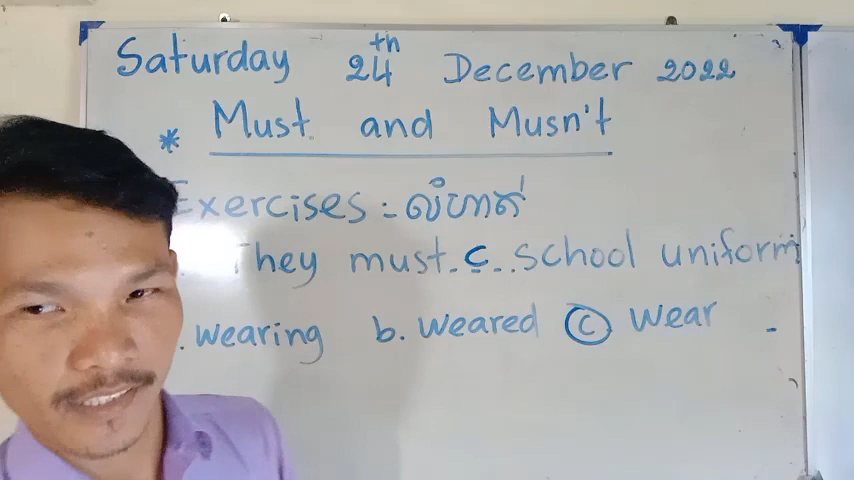 Saturday 24th December 2022
* Must and Musn't
Exercises : លំហាត់
They must..c...school uniform
. wearing b. weared c wear